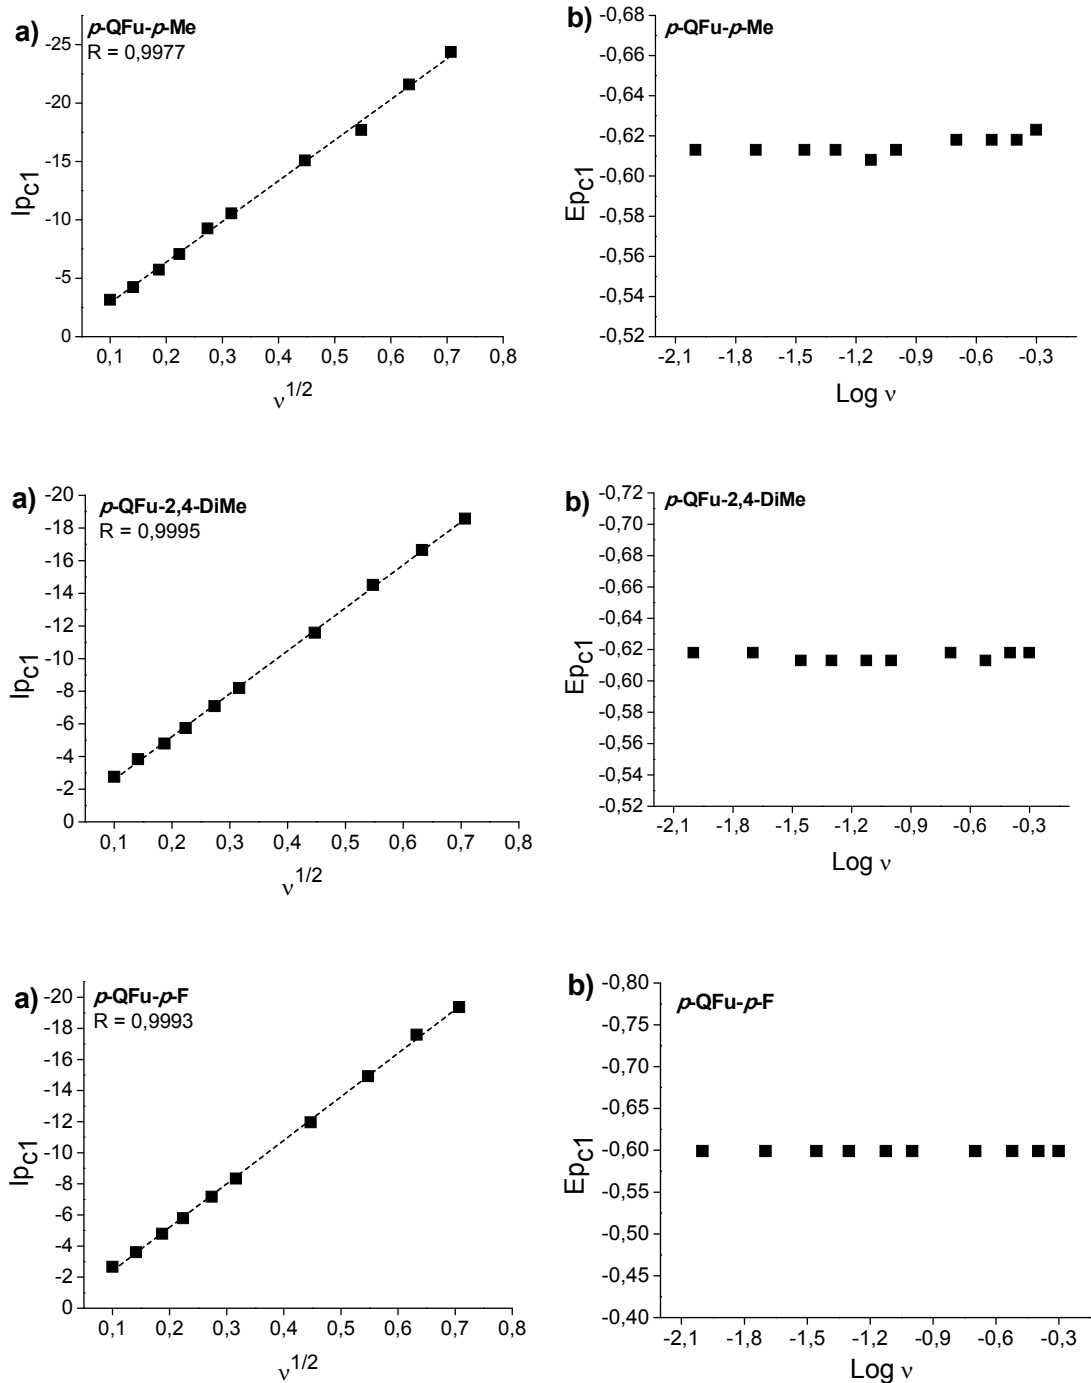 a)
p-QFu-p-Me
R = 0,9977
-25
-20
-15
-10
-5
0
IpC1
0,1 0,2 0,3 0,4 0,5 0,6 0,7 0,8
ν1/2
b)
p-QFu-p-Me
-0,68
-0,66
-0,64
-0,62
-0,60
-0,58
-0,56
-0,54
-0,52
EpC1
-2,1 -1,8 -1,5 -1,2 -0,9 -0,6 -0,3
Log ν
a)
p-QFu-2,4-DiMe
R = 0,9995
-20
-18
-16
-14
-12
-10
-8
-6
-4
-2
0
IpC1
0,1 0,2 0,3 0,4 0,5 0,6 0,7 0,8
ν1/2
b)
p-QFu-2,4-DiMe
-0,72
-0,70
-0,68
-0,66
-0,64
-0,62
-0,60
-0,58
-0,56
-0,54
-0,52
EpC1
-2,1 -1,8 -1,5 -1,2 -0,9 -0,6 -0,3
Log ν
a)
p-QFu-p-F
R = 0,9993
-20
-18
-16
-14
-12
-10
-8
-6
-4
-2
0
IpC1
0,1 0,2 0,3 0,4 0,5 0,6 0,7 0,8
ν1/2
b)
p-QFu-p-F
-0,80
-0,75
-0,70
-0,65
-0,60
-0,55
-0,50
-0,45
-0,40
EpC1
-2,1 -1,8 -1,5 -1,2 -0,9 -0,6 -0,3
Log ν